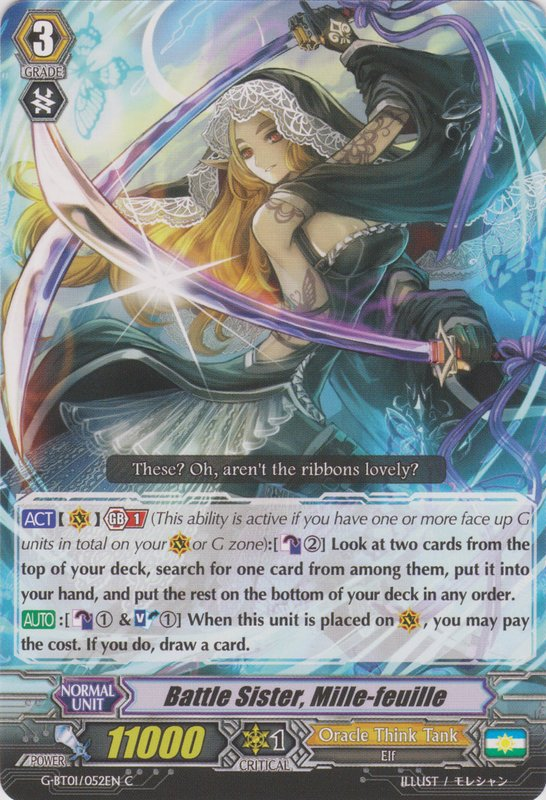 3
GRADE
These? Oh, aren't the ribbons lovely?
ACT [ ] GB 1 (This ability is active if you have one or more face up G
units in total on your or G zone):[ ②] Look at two cards from the
top of your deck, search for one card from among them, put it into
your hand, and put the rest on the bottom of your deck in any order.
AUTO :[ ① & V ①] When this unit is placed on , you may pay
the cost. If you do, draw a card.
NORMAL
UNIT
Battle Sister, Mille-feuille
POWER
11000
1
CRITICAL
Oracle Think Tank
Elf
G-BT01/052EN C
ILLUST / モレシャン